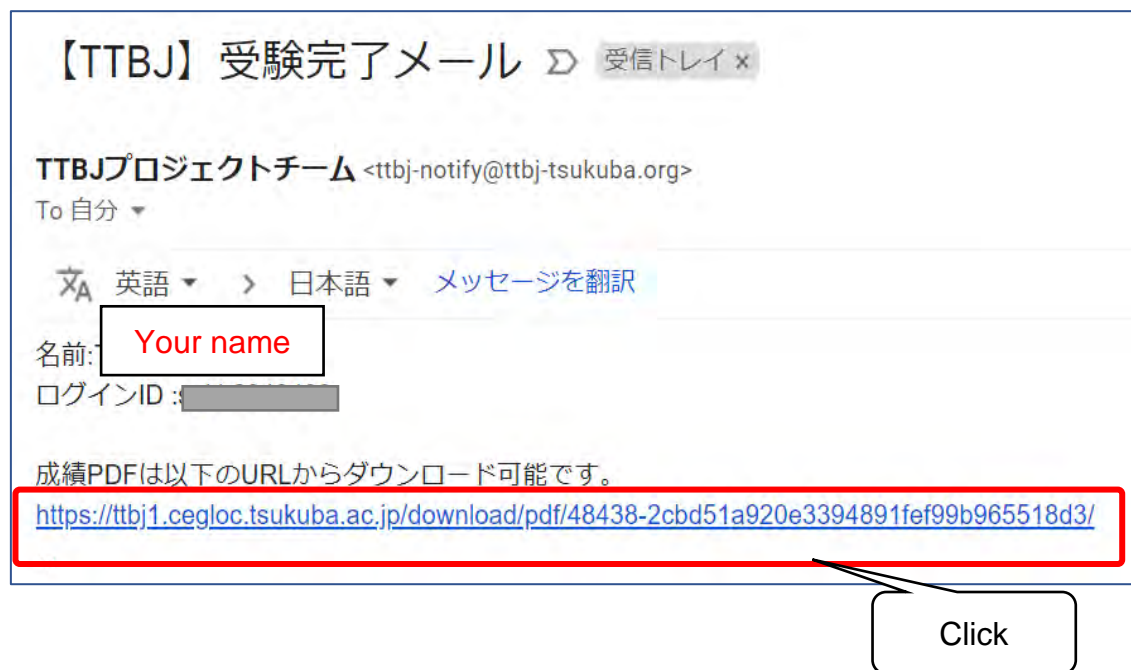 【TTBJ】受験完了メール 受信トレイ x
TTBJプロジェクトチーム <ttbj-notify@ttbj-tsukuba.org>
To 自分
英語 > 日本語 メッセージを翻訳
Your name
名前:
ログインID :
成績PDFは以下のURLからダウンロード可能です。
https://ttbj1.cegloc.tsukuba.ac.jp/download/pdf/48438-2cbd51a920e3394891fef99b965518d3/
Click